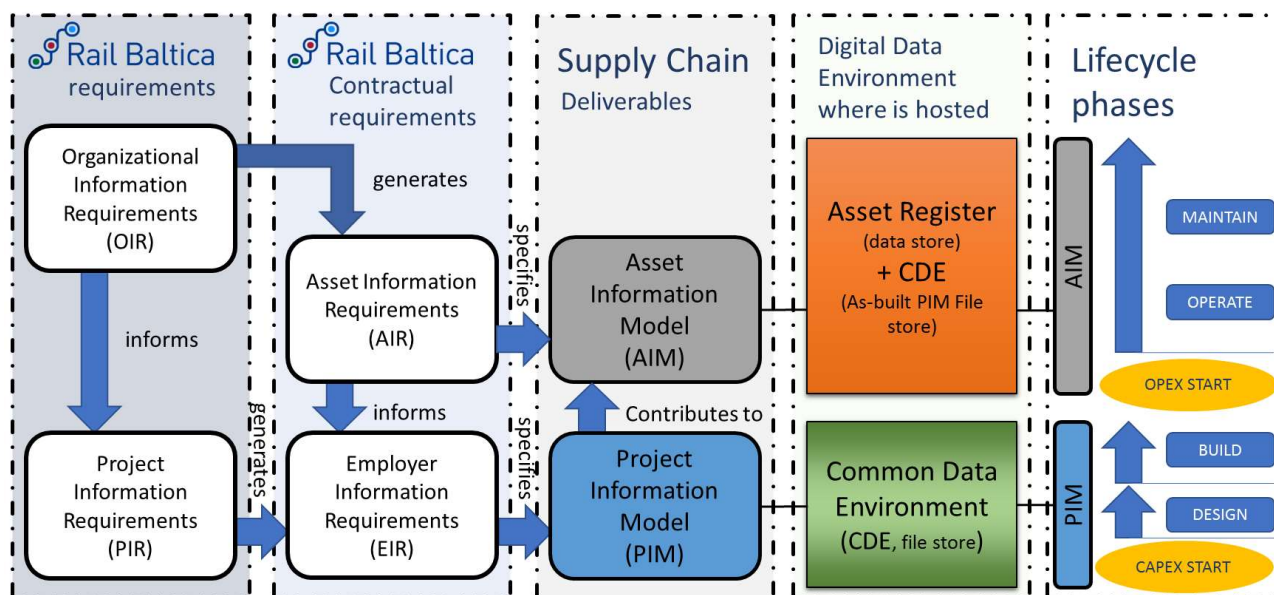 Rail Baltica
requirements
Organizational
Information
Requirements
(OIR)
informs
Project
Information
Requirements
(PIR)
generates
Rail Baltica
Contractual
requirements
generates
Asset Information
Requirements
(AIR)
informs
Employer
Information
Requirements
(EIR)
specifies
specifies
Supply Chain
Deliverables
Asset
Information
Model
(AIM)
Contributes to
Project
Information
Model
(PIM)
Digital Data
Environment
where is hosted
Asset Register
(data store)
+ CDE
(As-built PIM File
store)
Common Data
Environment
(CDE, file store)
Lifecycle
phases
AIM
MAINTAIN
OPERATE
OPEX START
PIM
BUILD
DESIGN
CAPEX START